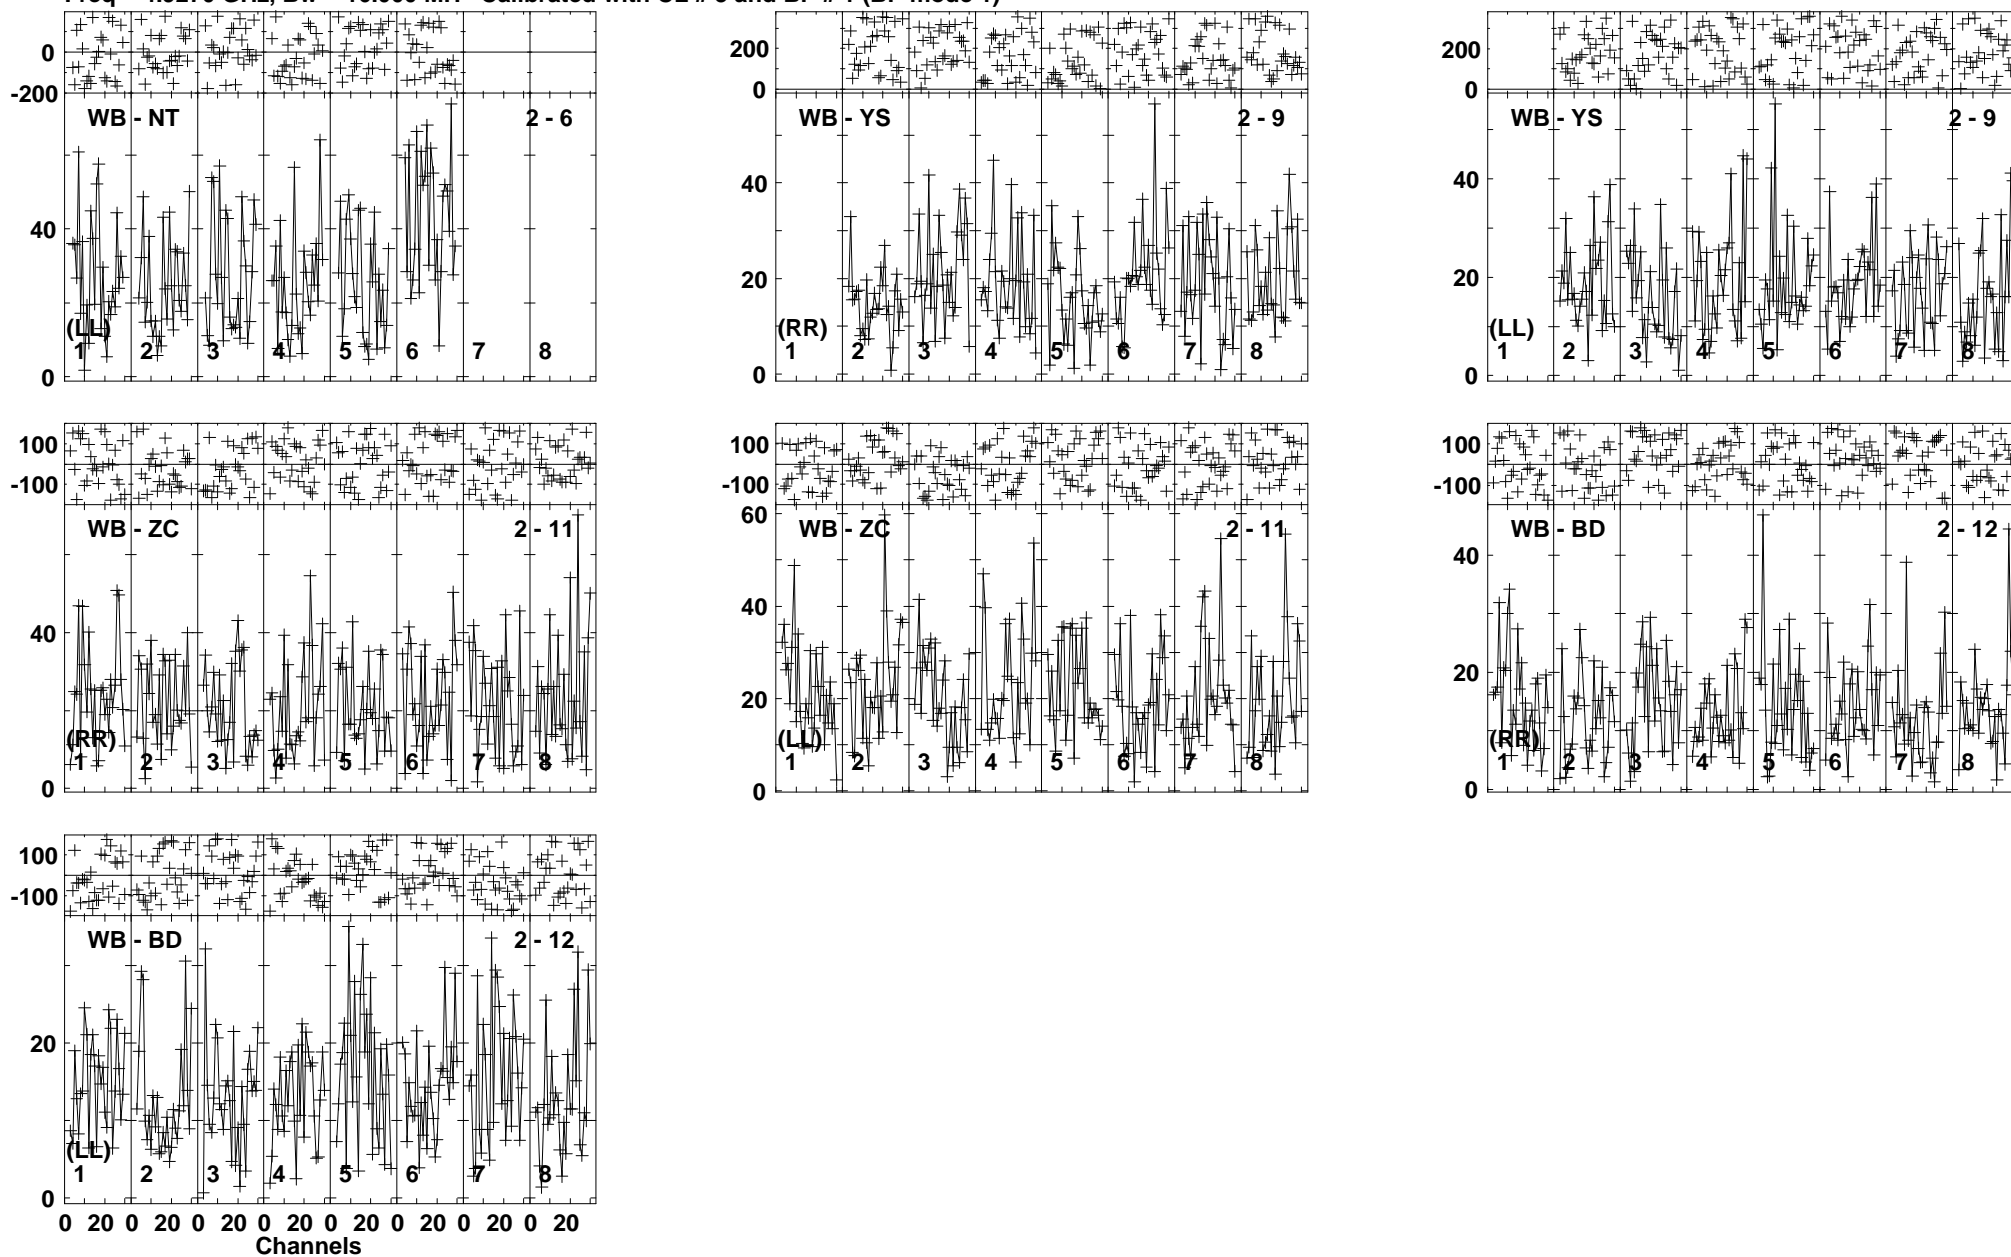 0 200 200
-200 0 0
WB - NT 2 - 6 WB - YS 2 - 9 WB - YS 2 - 9
40 40 40
20 20
(LL) (RR) (LL)
1 2 3 4 5 6 7 8 1 2 3 4 5 6 7 8 1 2 3 4 5 6 7 8
0 0 0
100 100 100
-100 -100 -100
WB - ZC 2 - 11 60 WB - ZC 2 - 11 WB - BD 2 - 12
40 40 40
20 20
(RR) (LL) (RR)
1 2 3 4 5 6 7 8 1 2 3 4 5 6 7 8 1 2 3 4 5 6 7 8
0 0 0
100
-100
WB - BD 2 - 12
20
(LL)
1 2 3 4 5 6 7 8
0
0 20 0 20 0 20 0 20 0 20 0 20 0 20 0 20
Channels